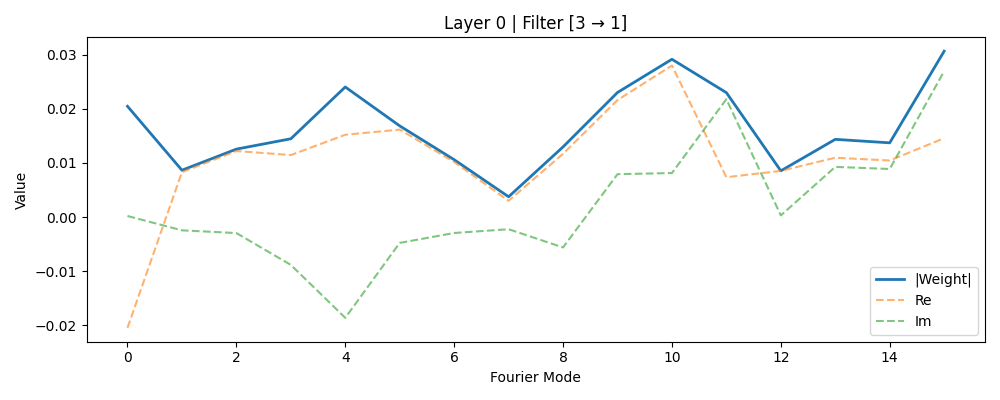 Layer 0 | Filter [3 → 1]
Value
0.03
0.02
0.01
0.00
−0.01
−0.02
|Weight|
Re
Im
0 2 4 6 8 10 12 14
Fourier Mode